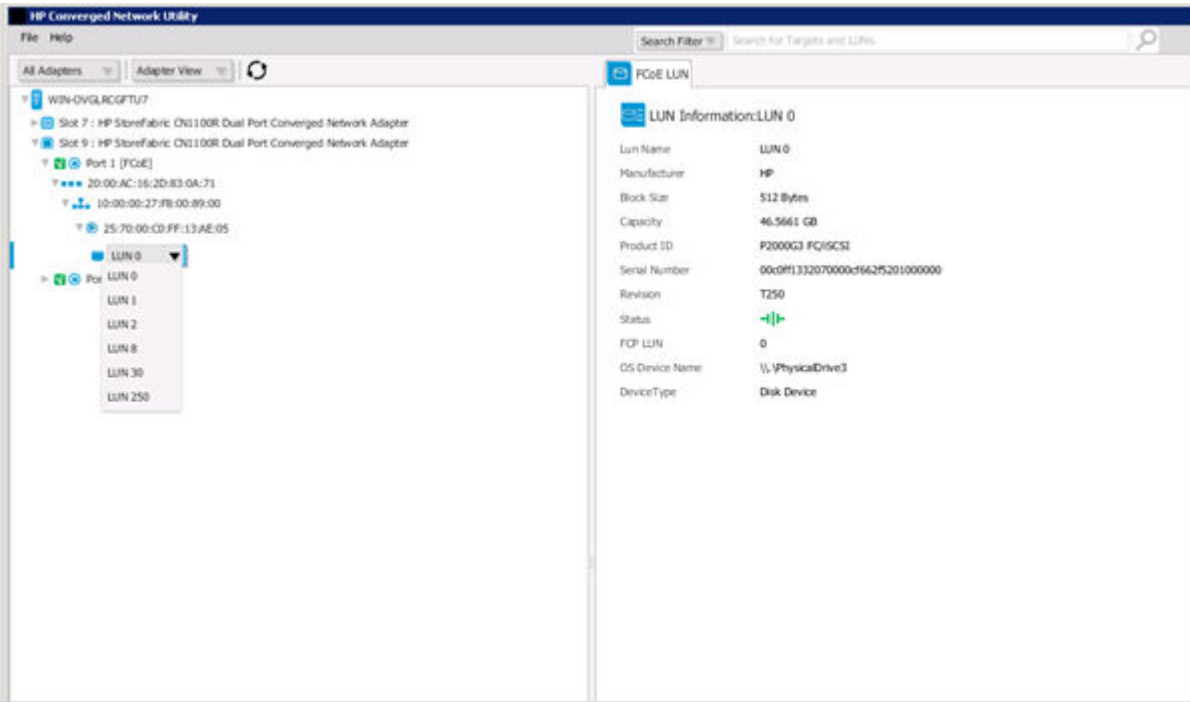 HP Converged Network Utility
File Help
Search Filter
Search for Targets and LUNs.
All Adapters
Adapter View
FCoE LUN
WIN-OVGLRCGFTU7
Slot 7 : HP StoreFabric CN1100R Dual Port Converged Network Adapter
Slot 9 : HP StoreFabric CN1100R Dual Port Converged Network Adapter
Port 1 [FCoE]
20:00:AC:16:2D:83:0A:71
10:00:00:27:F8:00:89:00
25:70:00:C0:FF:13:AE:05
LUN 0
Por
LUN 0
LUN 1
LUN 2
LUN 8
LUN 30
LUN 250
LUN Information:LUN 0
Lun Name LUN 0
Manufacturer HP
Block Size 512 Bytes
Capacity 46.5661 GB
Product ID P2000G3 FC/iSCSI
Serial Number
Revision T250
Status
FCP LUN 0
OS Device Name \\.\PhysicalDrive3
DeviceType Disk Device